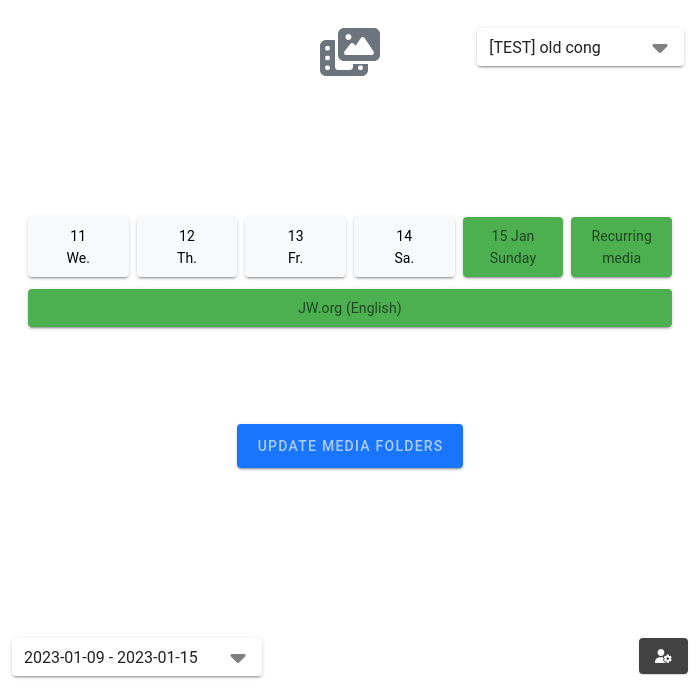 [TEST] old cong
11
We.
12
Th.
13
Fr.
14
Sa.
15 Jan
Sunday
Recurring
media
JW.org (English)
UPDATE MEDIA FOLDERS
2023-01-09 - 2023-01-15